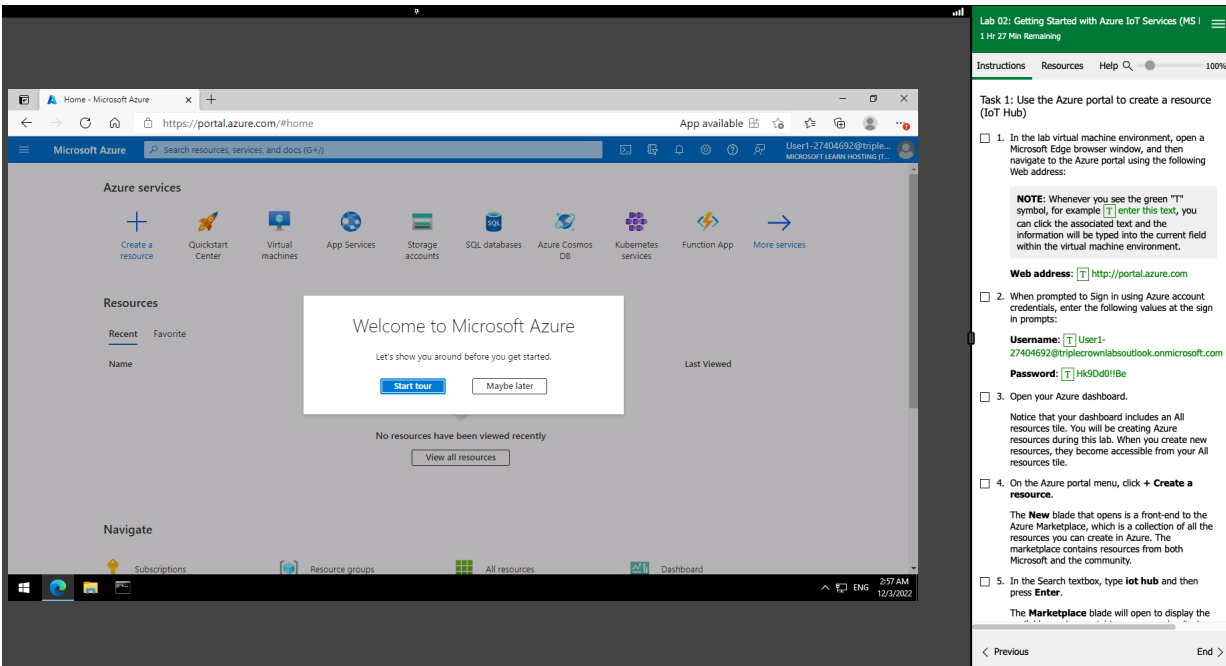 Home - Microsoft Azure
https://portal.azure.com/#home
App available
Microsoft Azure
Search resources, services, and docs (G+/)
User1-27404692@triple...
MICROSOFT LEARN HOSTING (T...
Azure services
Create a
resource
Quickstart
Center
Virtual
machines
App Services
Storage
accounts
SQL
SQL databases
Azure Cosmos
DB
Kubernetes
services
Function App
More services
Resources
Recent
Favorite
Name
Last Viewed
Welcome to Microsoft Azure
Let's show you around before you get started.
Start tour
Maybe later
No resources have been viewed recently
View all resources
Navigate
Subscriptions
Resource groups
All resources
Dashboard
ENG
2:57 AM
12/3/2022
Lab 02: Getting Started with Azure IoT Services (MS
1 Hr 27 Min Remaining
Instructions
Resources
Help
100%
Task 1: Use the Azure portal to create a resource
(IoT Hub)
1. In the lab virtual machine environment, open a
Microsoft Edge browser window, and then
navigate to the Azure portal using the following
Web address:
NOTE: Whenever you see the green "T"
symbol, for example T enter this text, you
can click the associated text and the
information will be typed into the current field
within the virtual machine environment.
Web address: T http://portal.azure.com
2. When prompted to Sign in using Azure account
credentials, enter the following values at the sign
in prompts:
Username: T User1-
27404692@triplecrownlabsoutlook.onmicrosoft.com
Password: T Hk9Dd0!!Be
3. Open your Azure dashboard.
Notice that your dashboard includes an All
resources tile. You will be creating Azure
resources during this lab. When you create new
resources, they become accessible from your All
resources tile.
4. On the Azure portal menu, click + Create a
resource.
The New blade that opens is a front-end to the
Azure Marketplace, which is a collection of all the
resources you can create in Azure. The
marketplace contains resources from both
Microsoft and the community.
5. In the Search textbox, type iot hub and then
press Enter.
The Marketplace blade will open to display the
Previous
End